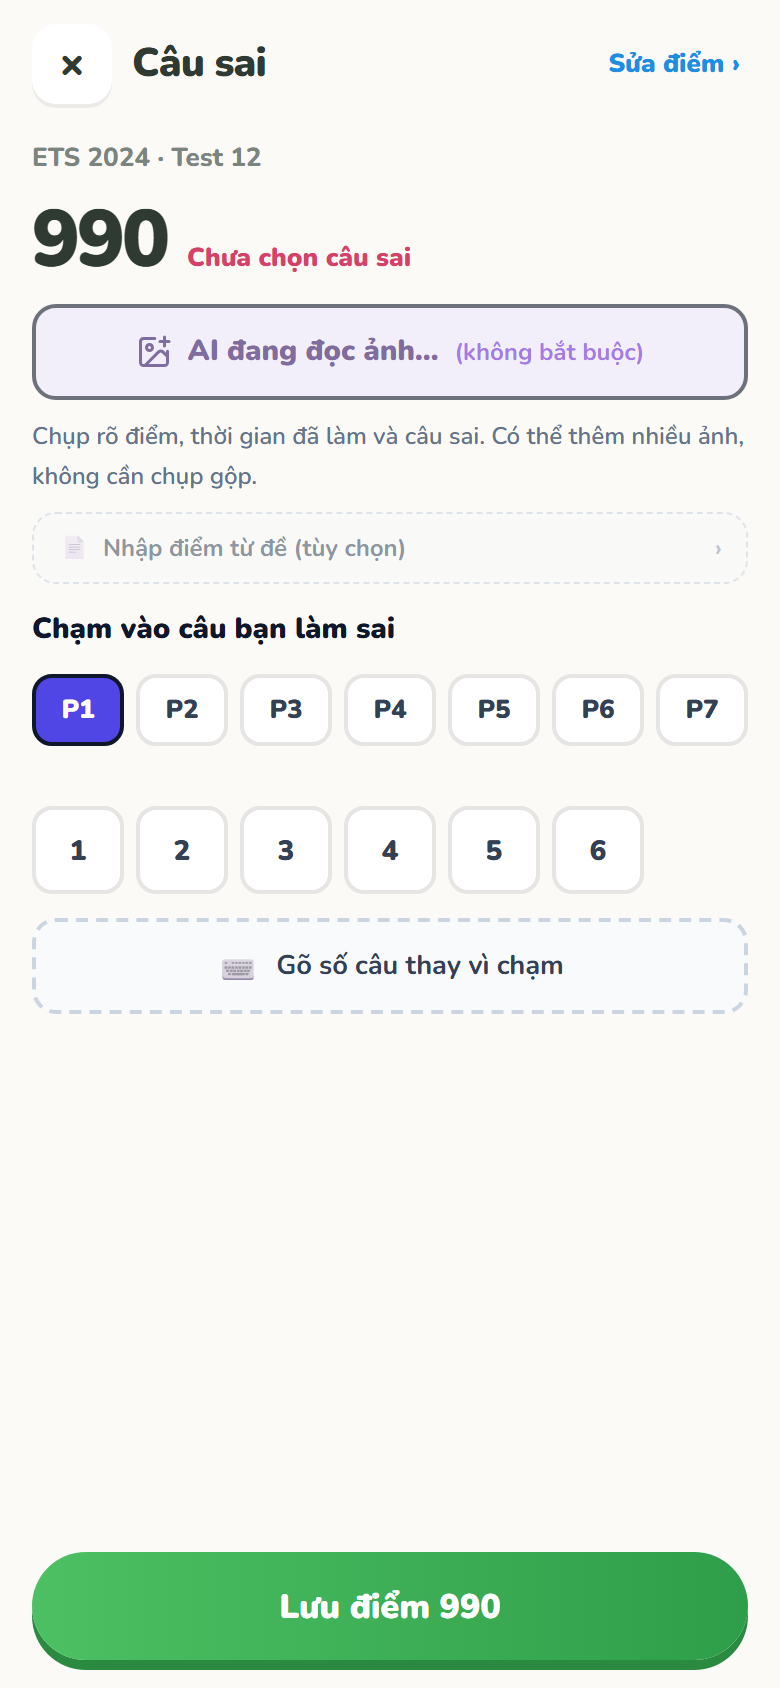 × Câu sai Sửa điểm ›
ETS 2024 · Test 12
990 Chưa chọn câu sai
AI đang đọc ảnh... (không bắt buộc)
Chụp rõ điểm, thời gian đã làm và câu sai. Có thể thêm nhiều ảnh,
không cần chụp gộp.
Nhập điểm từ đề (tùy chọn) ›
Chạm vào câu bạn làm sai
P1 P2 P3 P4 P5 P6 P7
1 2 3 4 5 6
Gõ số câu thay vì chạm
Lưu điểm 990